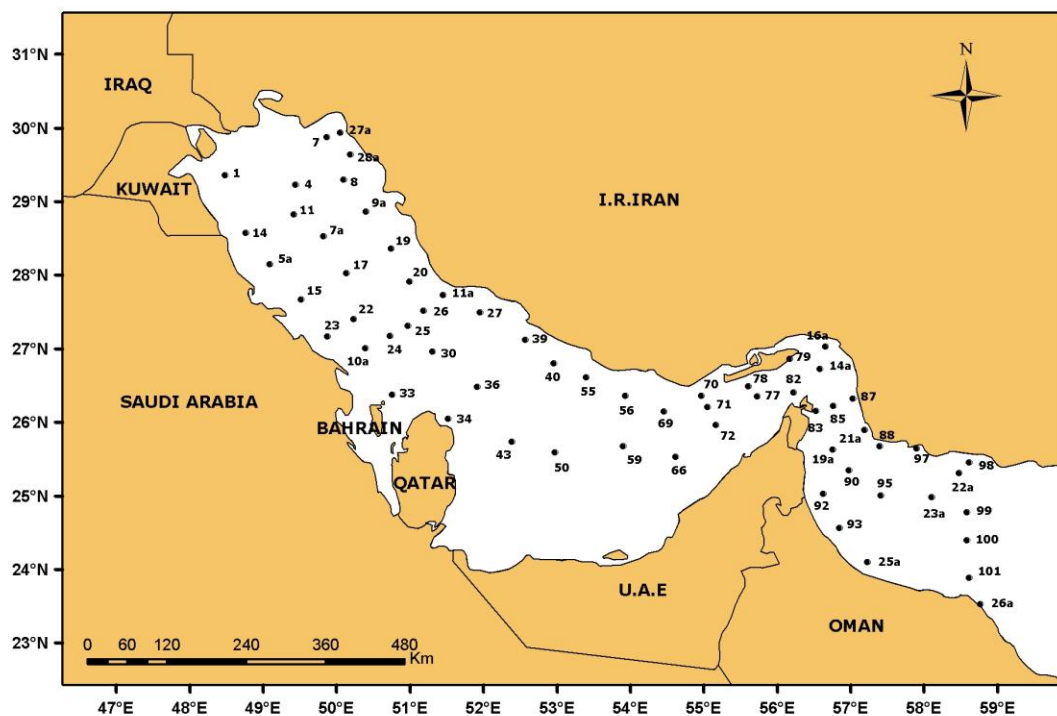 31°N
30°N
29°N
28°N
27°N
26°N
25°N
24°N
23°N
N
IRAQ
KUWAIT
I.R.IRAN
SAUDI ARABIA
BAHRAIN
QATAR
U.A.E
OMAN
7
27a
28a
1
4
8
9a
11
14
7a
19
5a
17
20
15
11a
22
26
27
23
25
24
10a
30
39
40
55
16a
79
14a
33
36
34
56
69
70
71
72
78
77
82
87
83
85
43
50
59
66
21a
88
19a
97
98
90
95
22a
92
23a
99
93
100
25a
101
26a
0 60 120 240 360 480
Km
47°E 48°E 49°E 50°E 51°E 52°E 53°E 54°E 55°E 56°E 57°E 58°E 59°E